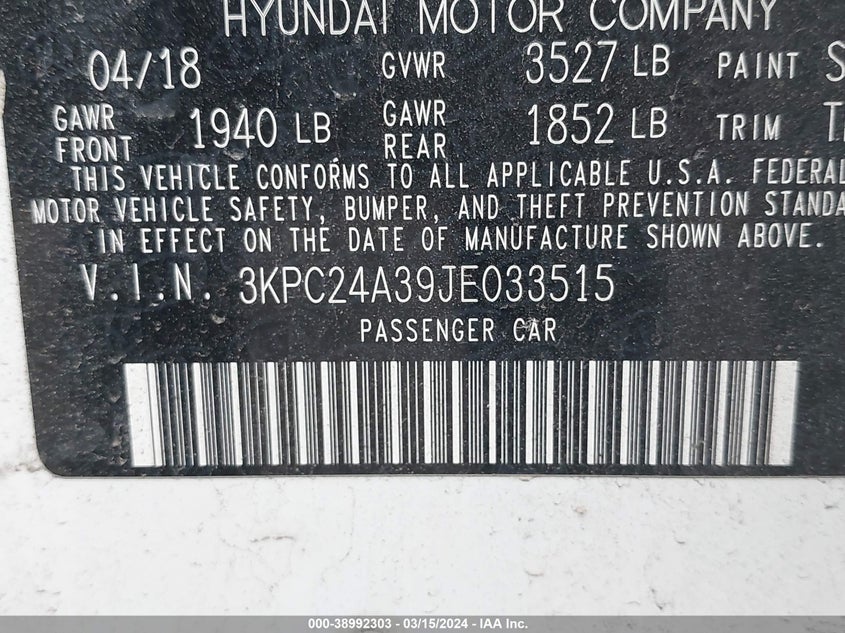 HYUNDAI MOTOR COMPANY
04/18 GVWR 3527 LB PAINT
GAWR FRONT 1940 LB GAWR REAR 1852 LB TRIM
THIS VEHICLE CONFORMS TO ALL APPLICABLE U.S.A. FEDERAL
MOTOR VEHICLE SAFETY, BUMPER, AND THEFT PREVENTION STANDA
IN EFFECT ON THE DATE OF MANUFACTURE SHOWN ABOVE.
V.I.N. 3KPC24A39JE033515
PASSENGER CAR
000-38992303 - 03/15/2024 - IAA Inc.